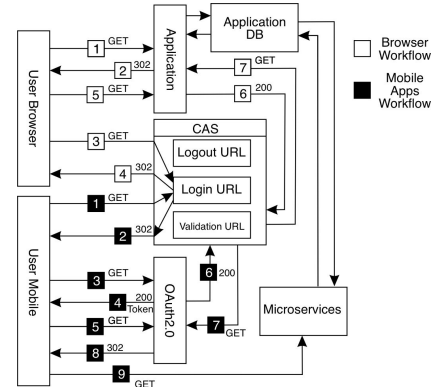 Application
DB
User Browser
Application
1 GET
2 302
5 GET
7 GET
6 200
Browser
Workflow
Mobile
Apps
Workflow
3 GET
4 302
CAS
Logout URL
Login URL
Validation URL
1 GET
2 302
User Mobile
OAuth2.0
3 GET
4 200
Token
5 GET
8 302
9
GET
6 200
7
GET
Microservices